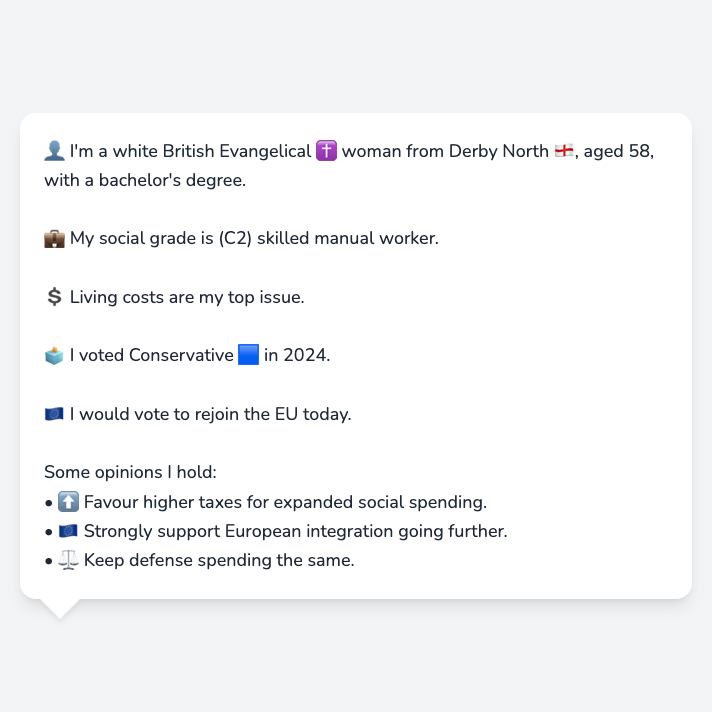 👤 I'm a white British Evangelical ✝️ woman from Derby North 🏴󠁧󠁢󠁥󠁮󠁧󠁿, aged 58,
with a bachelor's degree.
💼 My social grade is (C2) skilled manual worker.
💲 Living costs are my top issue.
🗳️ I voted Conservative 🟦 in 2024.
🇪🇺 I would vote to rejoin the EU today.
Some opinions I hold:
• ⬆️ Favour higher taxes for expanded social spending.
• 🇪🇺 Strongly support European integration going further.
• ⚖️ Keep defense spending the same.